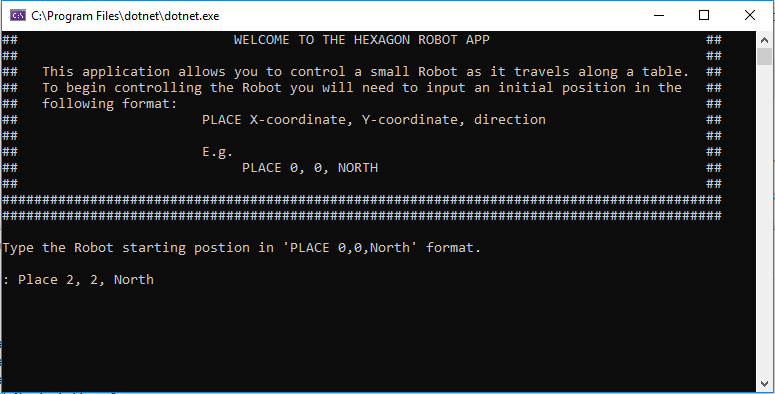 C:\Program Files\dotnet\dotnet.exe
## WELCOME TO THE HEXAGON ROBOT APP ##
## ##
## This application allows you to control a small Robot as it travels along a table. ##
## To begin controlling the Robot you will need to input an initial position in the ##
## following format: ##
## PLACE X-coordinate, Y-coordinate, direction ##
## ##
## E.g. ##
## PLACE 0, 0, NORTH ##
## ##
##########################################################################################
##########################################################################################
Type the Robot starting postion in 'PLACE 0,0,North' format.
: Place 2, 2, North